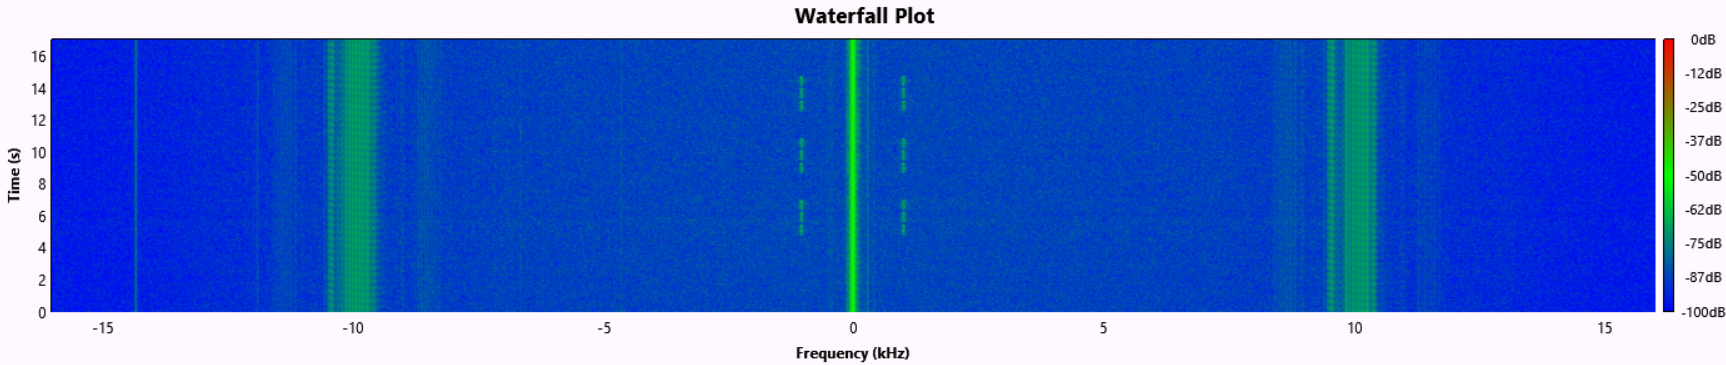 Waterfall Plot
16
14
12
10
8
6
4
2
0
Time (s)
-15
-10
-5
0
5
10
15
Frequency (kHz)
0dB
-12dB
-25dB
-37dB
-50dB
-62dB
-75dB
-87dB
-100dB